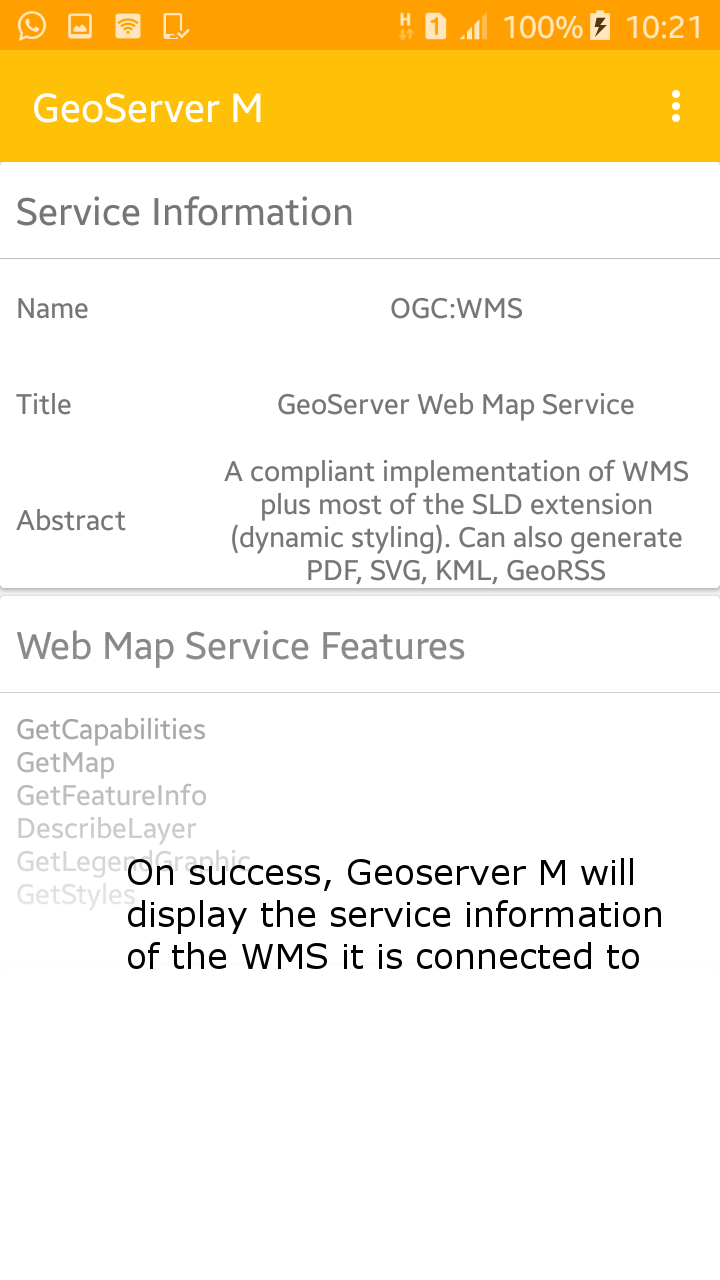 H 1 100% 10:21
GeoServer M
Service Information
Name OGC:WMS
Title GeoServer Web Map Service
Abstract A compliant implementation of WMS
plus most of the SLD extension
(dynamic styling). Can also generate
PDF, SVG, KML, GeoRSS
Web Map Service Features
GetCapabilities
GetMap
GetFeatureInfo
DescribeLayer
GetLegendGraphic
GetStyles
On success, Geoserver M will
display the service information
of the WMS it is connected to